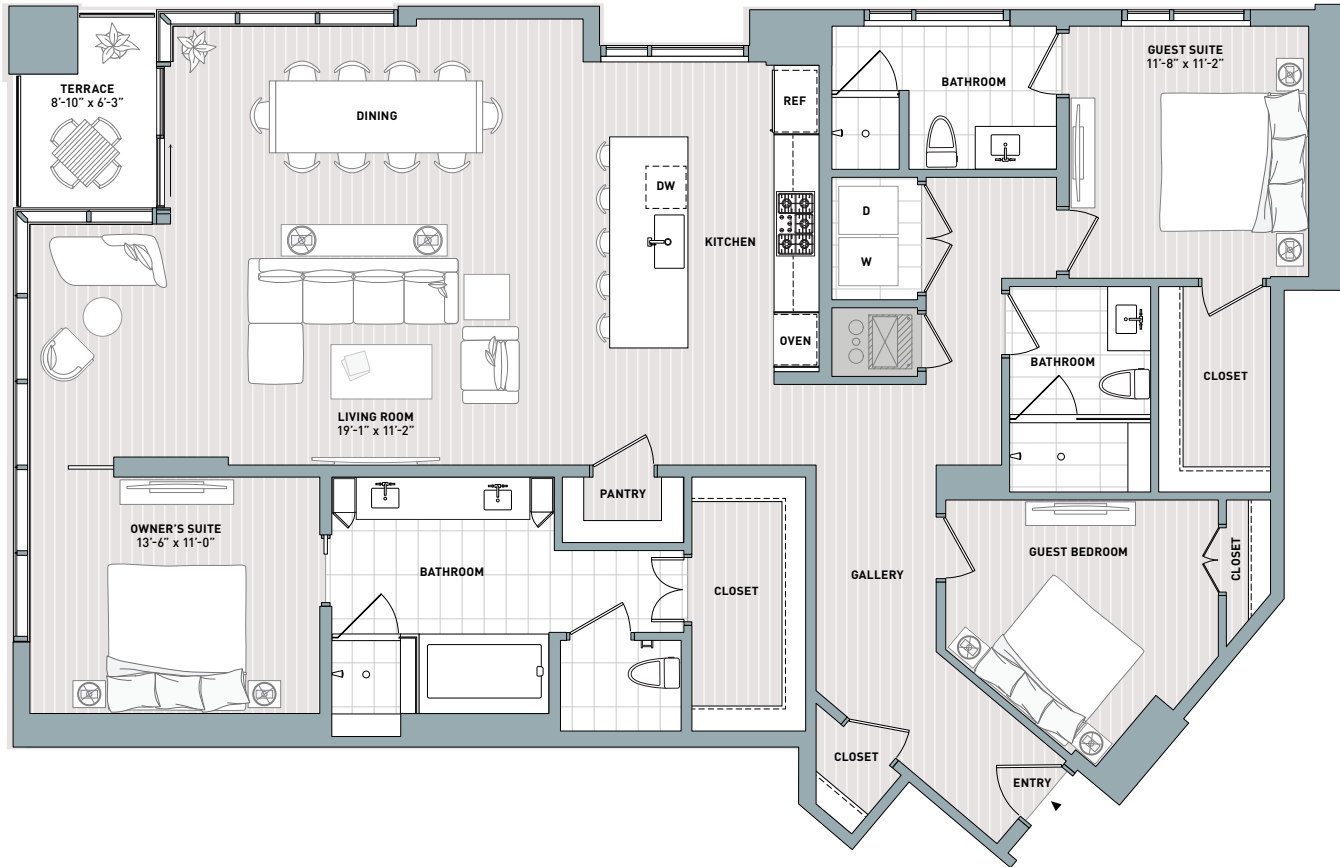 TERRACE
8'-10" x 6'-3"
DINING
REF
BATHROOM
GUEST SUITE
11'-8" x 11'-2"
DW
KITCHEN
D
W
OVEN
BATHROOM
CLOSET
LIVING ROOM
19'-1" x 11'-2"
PANTRY
OWNER'S SUITE
13'-6" x 11'-0"
BATHROOM
CLOSET
GALLERY
GUEST BEDROOM
CLOSET
CLOSET
ENTRY